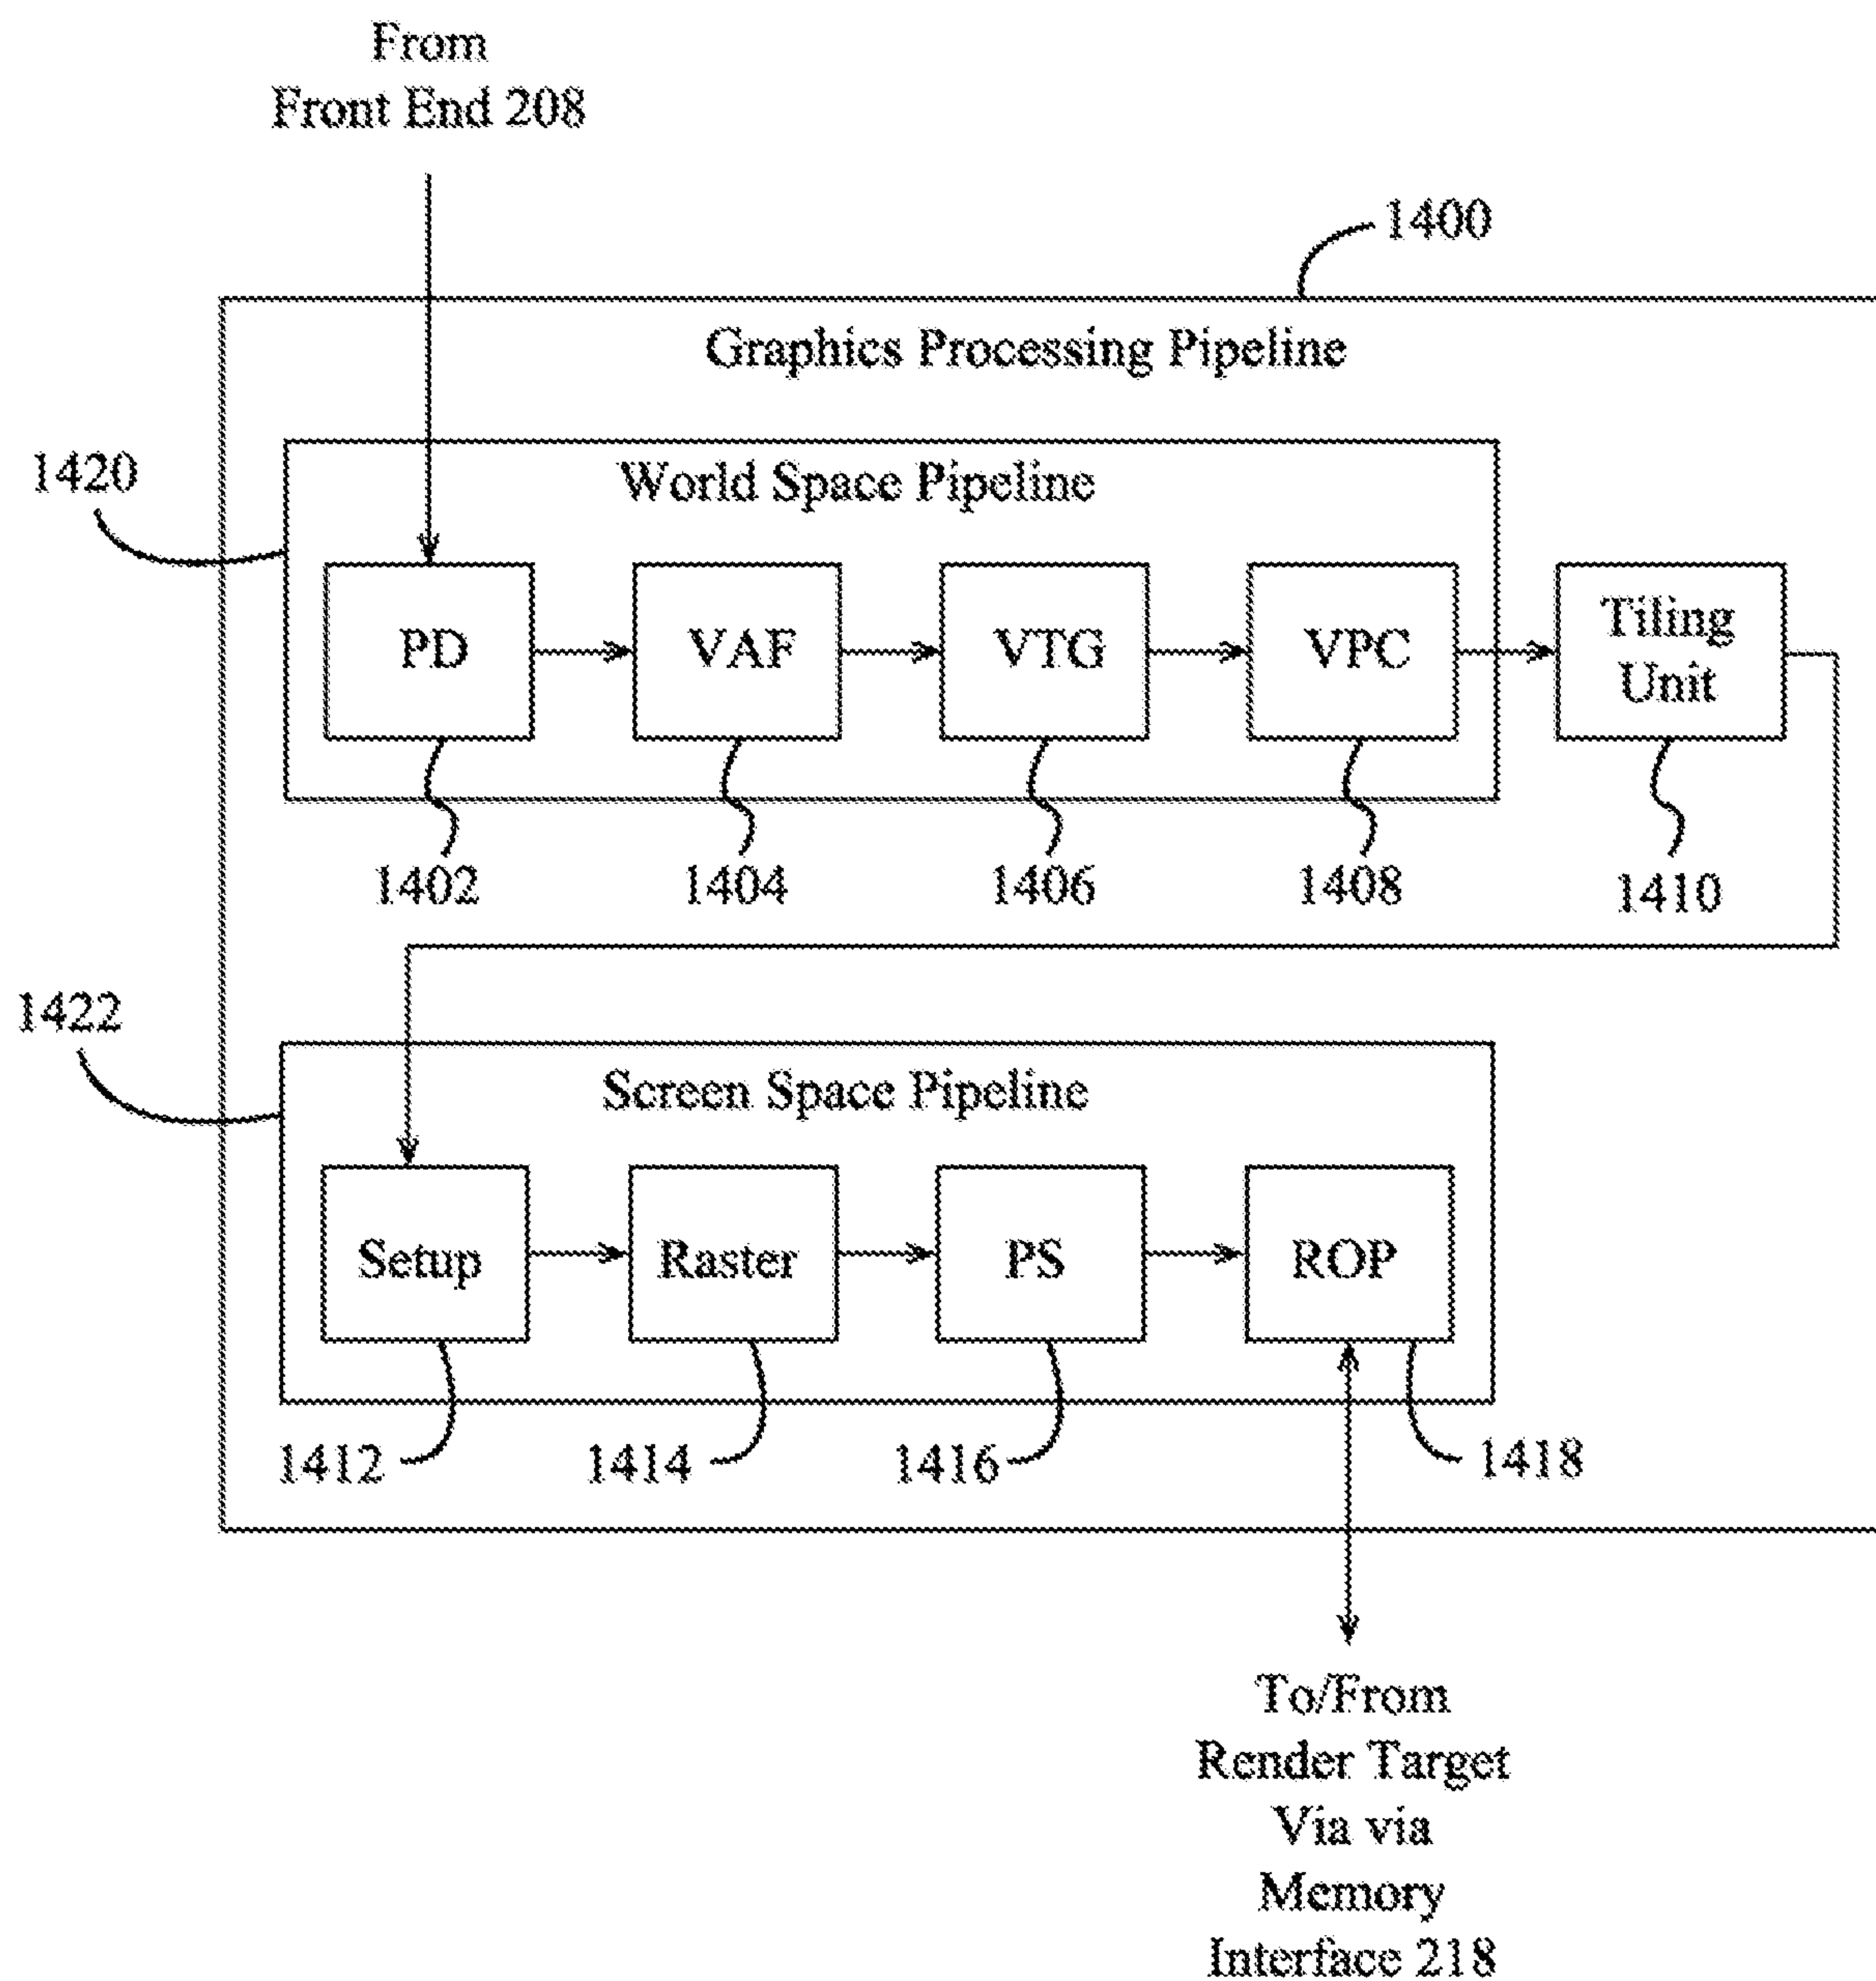 From
Front End 208
1400
Graphics Processing Pipeline
1420
World Space Pipeline
PD
VAF
VTG
VPC
Tiling
Unit
1402
1404
1406
1408
1410
1422
Screen Space Pipeline
Setup
Raster
PS
ROP
1412
1414
1416
1418
To/From
Render Target
Via via
Memory
Interface 218